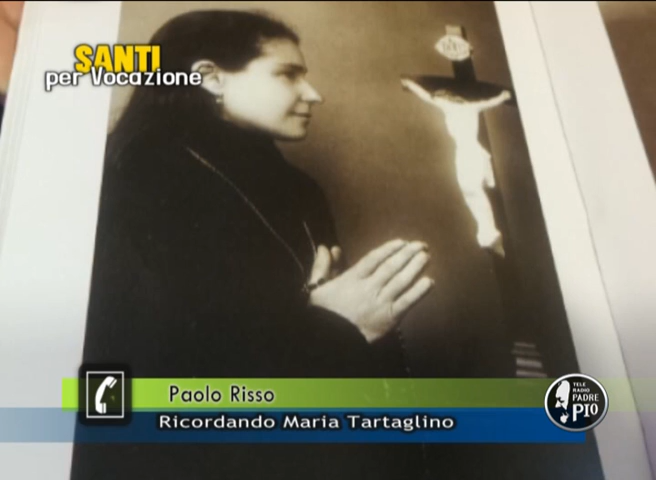 SANTI
per Vocazione
Paolo Risso
Ricordando Maria Tartaglino
TELE
RADIO
PADRE
PIO